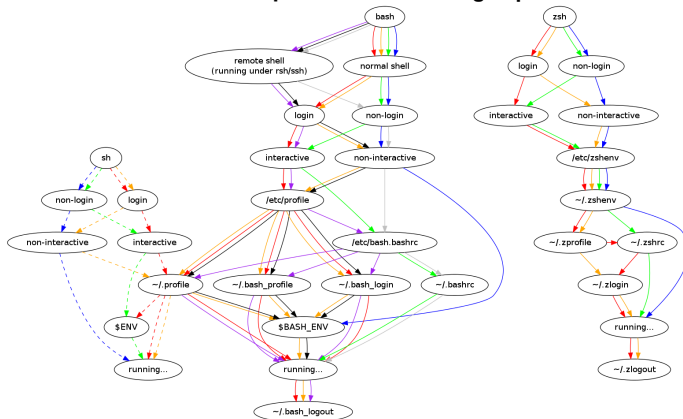 bash
zsh
remote shell
(running under rsh/ssh)
normal shell
login
non-login
login
non-login
interactive
non-interactive
sh
interactive
non-interactive
/etc/zshenv
non-login
login
/etc/profile
~/.zshenv
non-interactive
interactive
/etc/bash.bashrc
~/.zprofile
~/.zshrc
~/.profile
~/.bash_profile
~/.bash_login
~/.bashrc
~/.zlogin
$ENV
$BASH_ENV
running...
running...
running...
~/.zlogout
~/.bash_logout